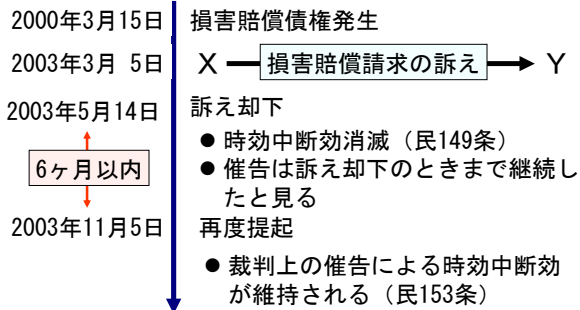 2000年3月15日 損害賠償債権発生
2003年3月 5日 X 損害賠償請求の訴え Y
2003年5月14日 訴え却下
● 時効中断効消滅（民149条）
6ヶ月以内
● 催告は訴え却下のときまで継続し
たと見る
2003年11月5日 再度提起
● 裁判上の催告による時効中断効
が維持される（民153条）